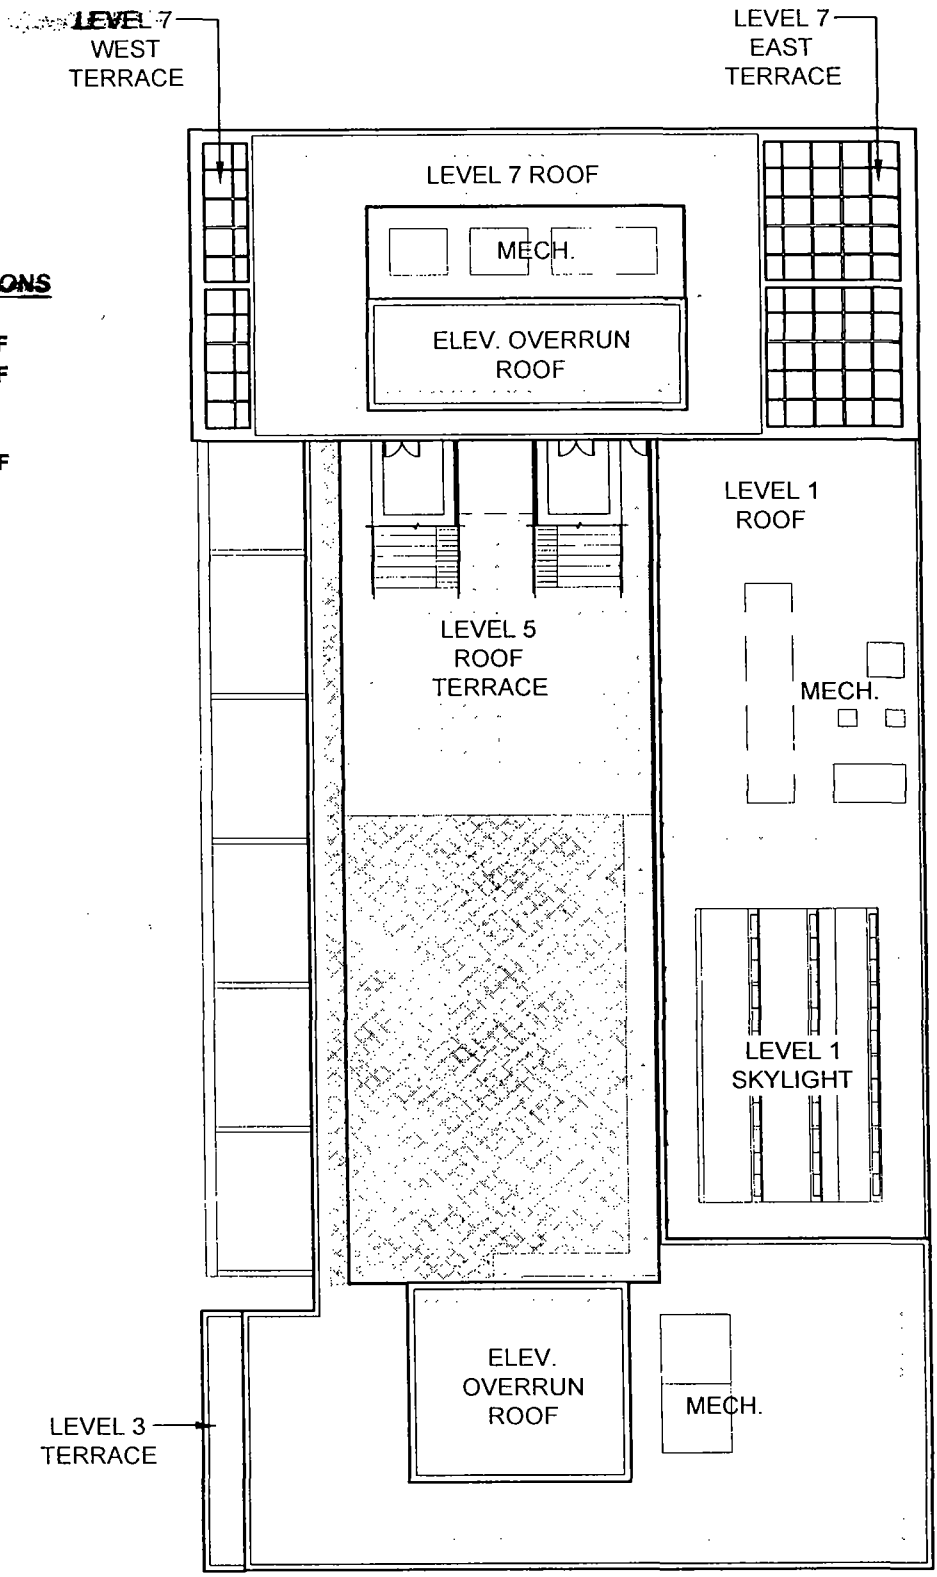 LEVEL 7
WEST
TERRACE
LEVEL 7
EAST
TERRACE
LEVEL 7 ROOF
MECH.
ONS
F
F
F
ELEV. OVERRUN
ROOF
LEVEL 1
ROOF
LEVEL 5
ROOF
TERRACE
MECH.
LEVEL 1
SKYLIGHT
ELEV.
OVERRUN
ROOF
MECH.
LEVEL 3
TERRACE